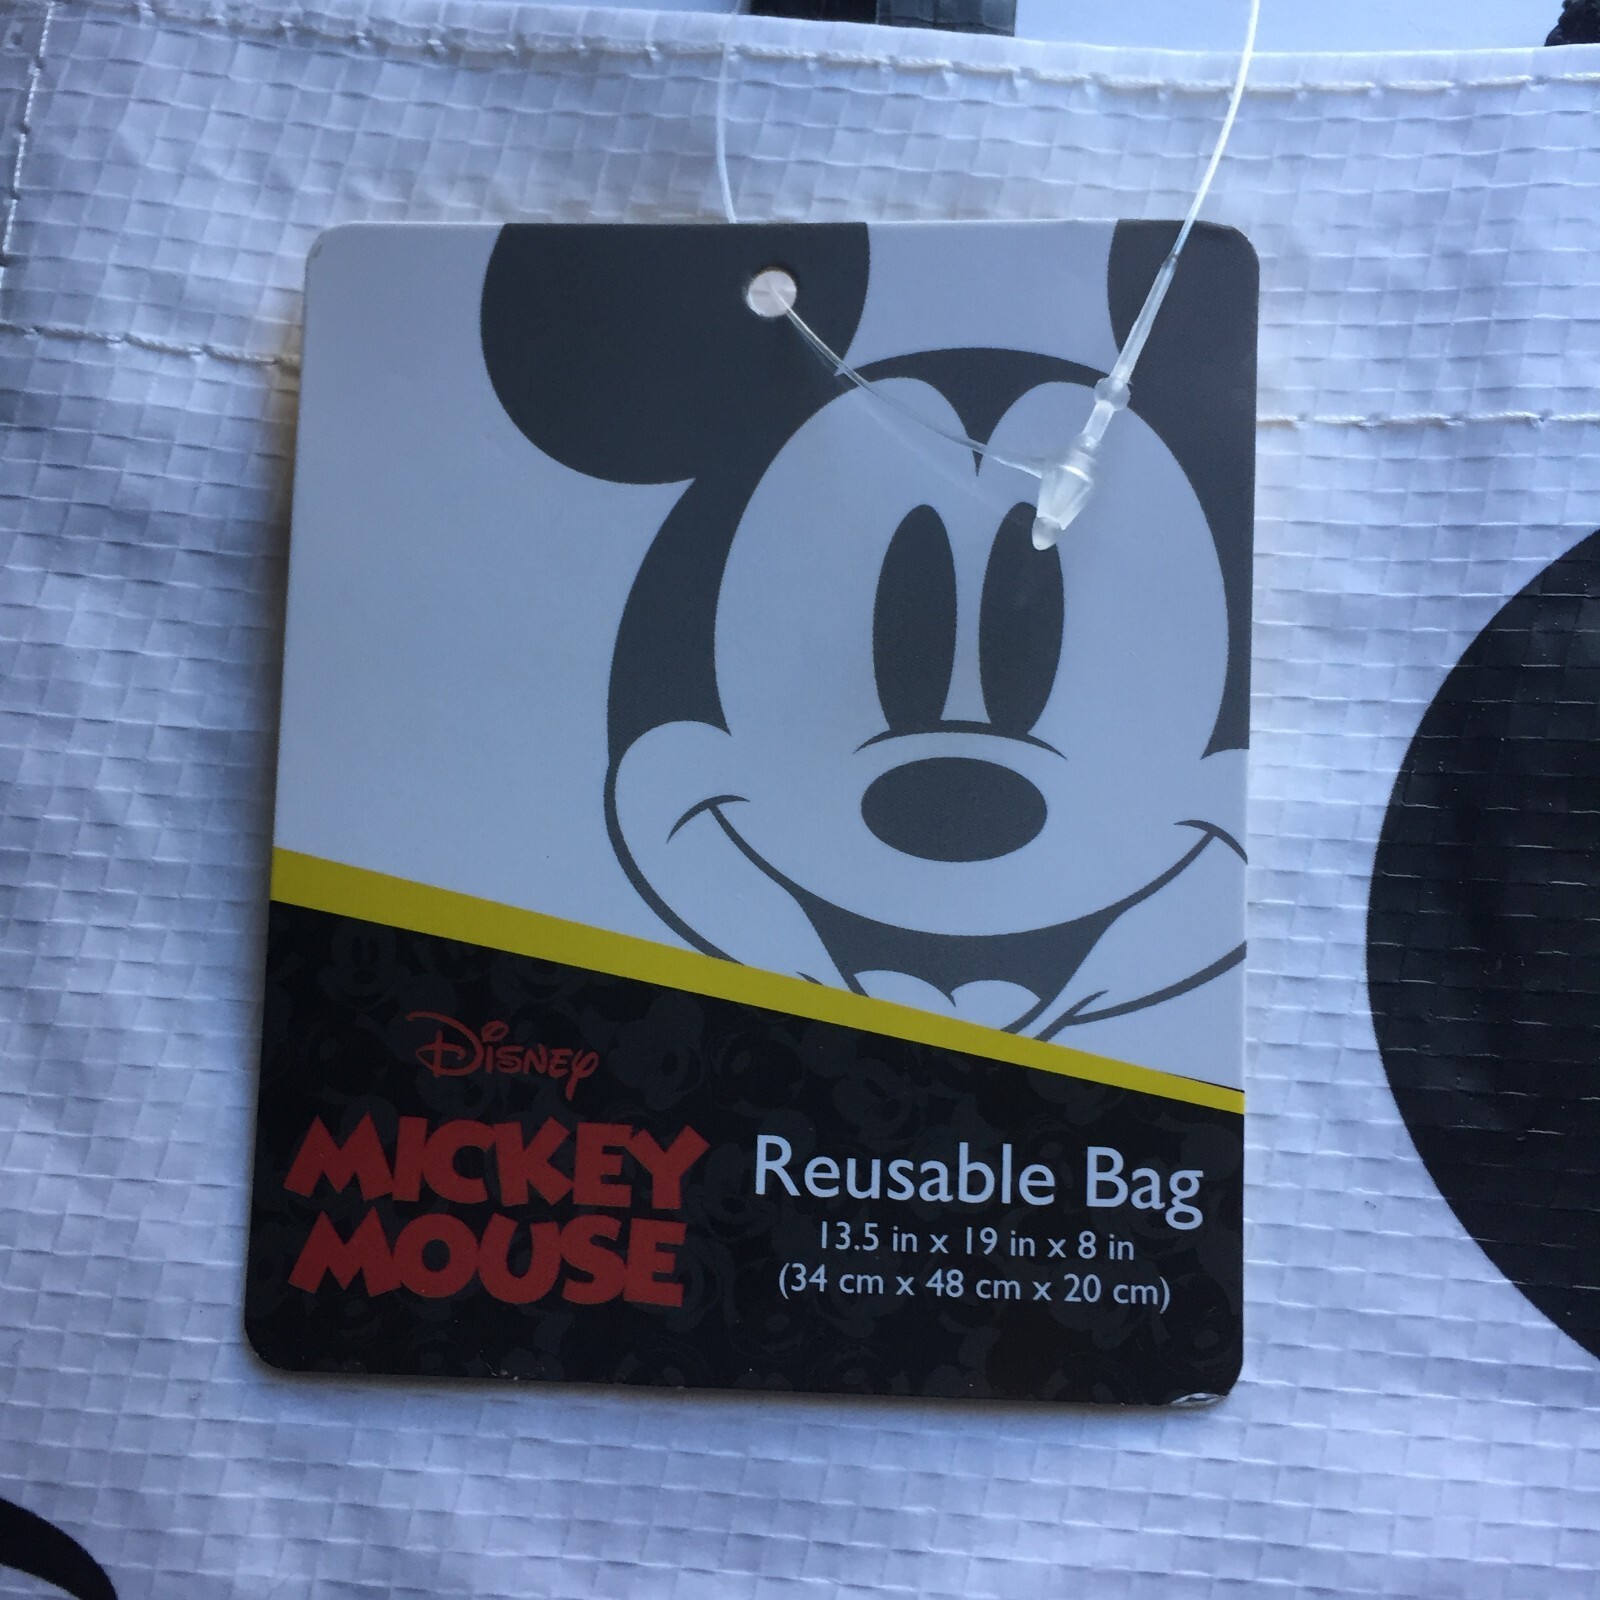 Disney
MICKEY
MOUSE
Reusable Bag
13.5 in x 19 in x 8 in
(34 cm x 48 cm x 20 cm)